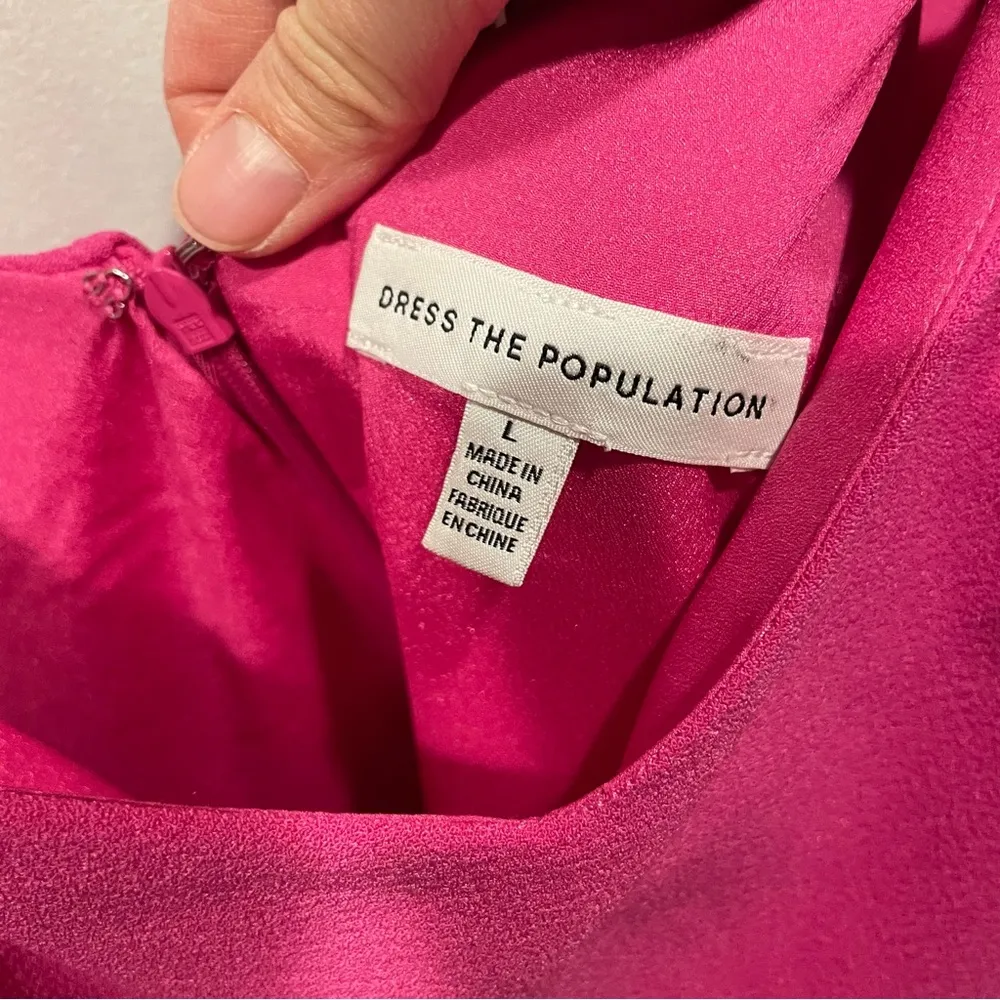 DRESS THE POPULATION
L
MADE IN
CHINA
FABRIQUE
EN CHINE